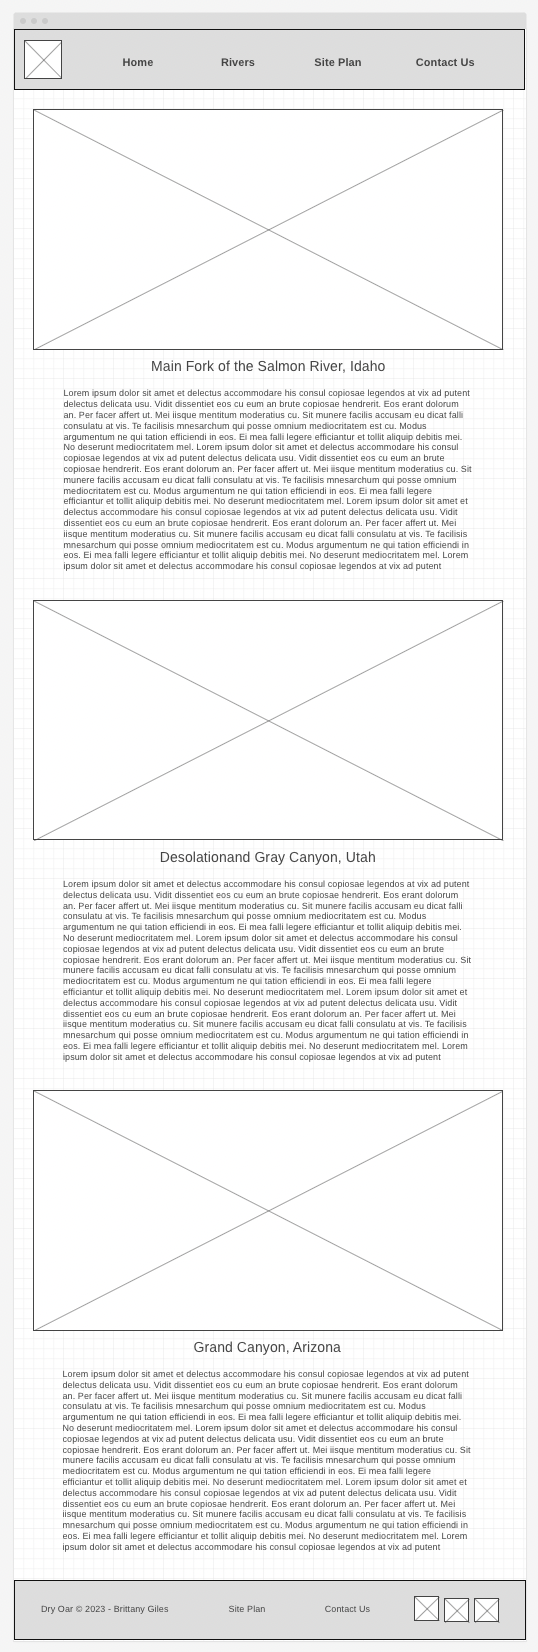 Home Rivers Site Plan Contact Us
Main Fork of the Salmon River, Idaho
Lorem ipsum dolor sit amet et delectus accommodare his consul copiosae legendos at vix ad putent
delectus delicata usu. Vidit dissentiet eos cu eum an brute copiosae hendrerit. Eos erant dolorum
an. Per facer affert ut. Mei iisque mentitum moderatius cu. Sit munere facilis accusam eu dicat falli
consulatu at vis. Te facilisis mnesarchum qui posse omnium mediocritatem est cu. Modus
argumentum ne qui tation efficiendi in eos. Ei mea falli legere efficiantur et tollit aliquip debitis mei.
No deserunt mediocritatem mel. Lorem ipsum dolor sit amet et delectus accommodare his consul
copiosae legendos at vix ad putent delectus delicata usu. Vidit dissentiet eos cu eum an brute
copiosae hendrerit. Eos erant dolorum an. Per facer affert ut. Mei iisque mentitum moderatius cu. Sit
munere facilis accusam eu dicat falli consulatu at vis. Te facilisis mnesarchum qui posse omnium
mediocritatem est cu. Modus argumentum ne qui tation efficiendi in eos. Ei mea falli legere
efficiantur et tollit aliquip debitis mei. No deserunt mediocritatem mel. Lorem ipsum dolor sit amet et
delectus accommodare his consul copiosae legendos at vix ad putent delectus delicata usu. Vidit
dissentiet eos cu eum an brute copiosae hendrerit. Eos erant dolorum an. Per facer affert ut. Mei
iisque mentitum moderatius cu. Sit munere facilis accusam eu dicat falli consulatu at vis. Te facilisis
mnesarchum qui posse omnium mediocritatem est cu. Modus argumentum ne qui tation efficiendi in
eos. Ei mea falli legere efficiantur et tollit aliquip debitis mei. No deserunt mediocritatem mel. Lorem
ipsum dolor sit amet et delectus accommodare his consul copiosae legendos at vix ad putent
Desolationand Gray Canyon, Utah
Lorem ipsum dolor sit amet et delectus accommodare his consul copiosae legendos at vix ad putent
delectus delicata usu. Vidit dissentiet eos cu eum an brute copiosae hendrerit. Eos erant dolorum
an. Per facer affert ut. Mei iisque mentitum moderatius cu. Sit munere facilis accusam eu dicat falli
consulatu at vis. Te facilisis mnesarchum qui posse omnium mediocritatem est cu. Modus
argumentum ne qui tation efficiendi in eos. Ei mea falli legere efficiantur et tollit aliquip debitis mei.
No deserunt mediocritatem mel. Lorem ipsum dolor sit amet et delectus accommodare his consul
copiosae legendos at vix ad putent delectus delicata usu. Vidit dissentiet eos cu eum an brute
copiosae hendrerit. Eos erant dolorum an. Per facer affert ut. Mei iisque mentitum moderatius cu. Sit
munere facilis accusam eu dicat falli consulatu at vis. Te facilisis mnesarchum qui posse omnium
mediocritatem est cu. Modus argumentum ne qui tation efficiendi in eos. Ei mea falli legere
efficiantur et tollit aliquip debitis mei. No deserunt mediocritatem mel. Lorem ipsum dolor sit amet et
delectus accommodare his consul copiosae legendos at vix ad putent delectus delicata usu. Vidit
dissentiet eos cu eum an brute copiosae hendrerit. Eos erant dolorum an. Per facer affert ut. Mei
iisque mentitum moderatius cu. Sit munere facilis accusam eu dicat falli consulatu at vis. Te facilisis
mnesarchum qui posse omnium mediocritatem est cu. Modus argumentum ne qui tation efficiendi in
eos. Ei mea falli legere efficiantur et tollit aliquip debitis mei. No deserunt mediocritatem mel. Lorem
ipsum dolor sit amet et delectus accommodare his consul copiosae legendos at vix ad putent
Grand Canyon, Arizona
Lorem ipsum dolor sit amet et delectus accommodare his consul copiosae legendos at vix ad putent
delectus delicata usu. Vidit dissentiet eos cu eum an brute copiosae hendrerit. Eos erant dolorum
an. Per facer affert ut. Mei iisque mentitum moderatius cu. Sit munere facilis accusam eu dicat falli
consulatu at vis. Te facilisis mnesarchum qui posse omnium mediocritatem est cu. Modus
argumentum ne qui tation efficiendi in eos. Ei mea falli legere efficiantur et tollit aliquip debitis mei.
No deserunt mediocritatem mel. Lorem ipsum dolor sit amet et delectus accommodare his consul
copiosae legendos at vix ad putent delectus delicata usu. Vidit dissentiet eos cu eum an brute
copiosae hendrerit. Eos erant dolorum an. Per facer affert ut. Mei iisque mentitum moderatius cu. Sit
munere facilis accusam eu dicat falli consulatu at vis. Te facilisis mnesarchum qui posse omnium
mediocritatem est cu. Modus argumentum ne qui tation efficiendi in eos. Ei mea falli legere
efficiantur et tollit aliquip debitis mei. No deserunt mediocritatem mel. Lorem ipsum dolor sit amet et
delectus accommodare his consul copiosae legendos at vix ad putent delectus delicata usu. Vidit
dissentiet eos cu eum an brute copiosae hendrerit. Eos erant dolorum an. Per facer affert ut. Mei
iisque mentitum moderatius cu. Sit munere facilis accusam eu dicat falli consulatu at vis. Te facilisis
mnesarchum qui posse omnium mediocritatem est cu. Modus argumentum ne qui tation efficiendi in
eos. Ei mea falli legere efficiantur et tollit aliquip debitis mei. No deserunt mediocritatem mel. Lorem
ipsum dolor sit amet et delectus accommodare his consul copiosae legendos at vix ad putent
Dry Oar © 2023 - Brittany Giles Site Plan Contact Us